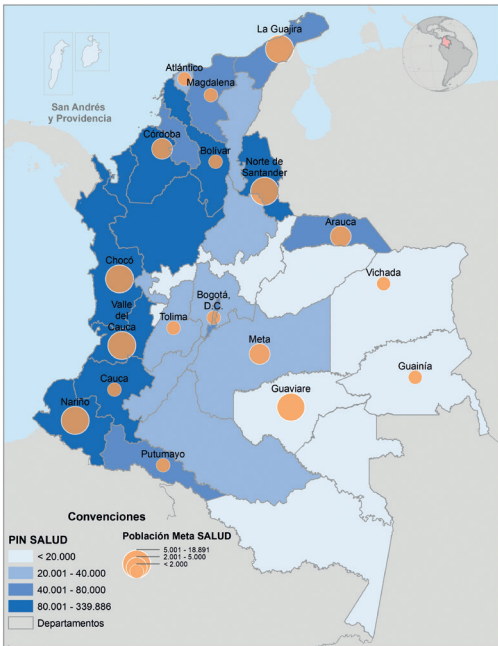 La Guajira
Atlántico
Magdalena
San Andrés
y Providencia
Córdoba
Bolívar
Norte de
Santander
Arauca
Chocó
Vichada
Valle
del
Cauca
Tolima
Bogotá,
D.C.
Meta
Guainía
Cauca
Guaviare
Nariño
Putumayo
Convenciones
PIN SALUD
< 20.000
20.001 - 40.000
40.001 - 80.000
80.001 - 339.886
Departamentos
Población Meta SALUD
5.001 - 18.891
2.001 - 5.000
< 2.000